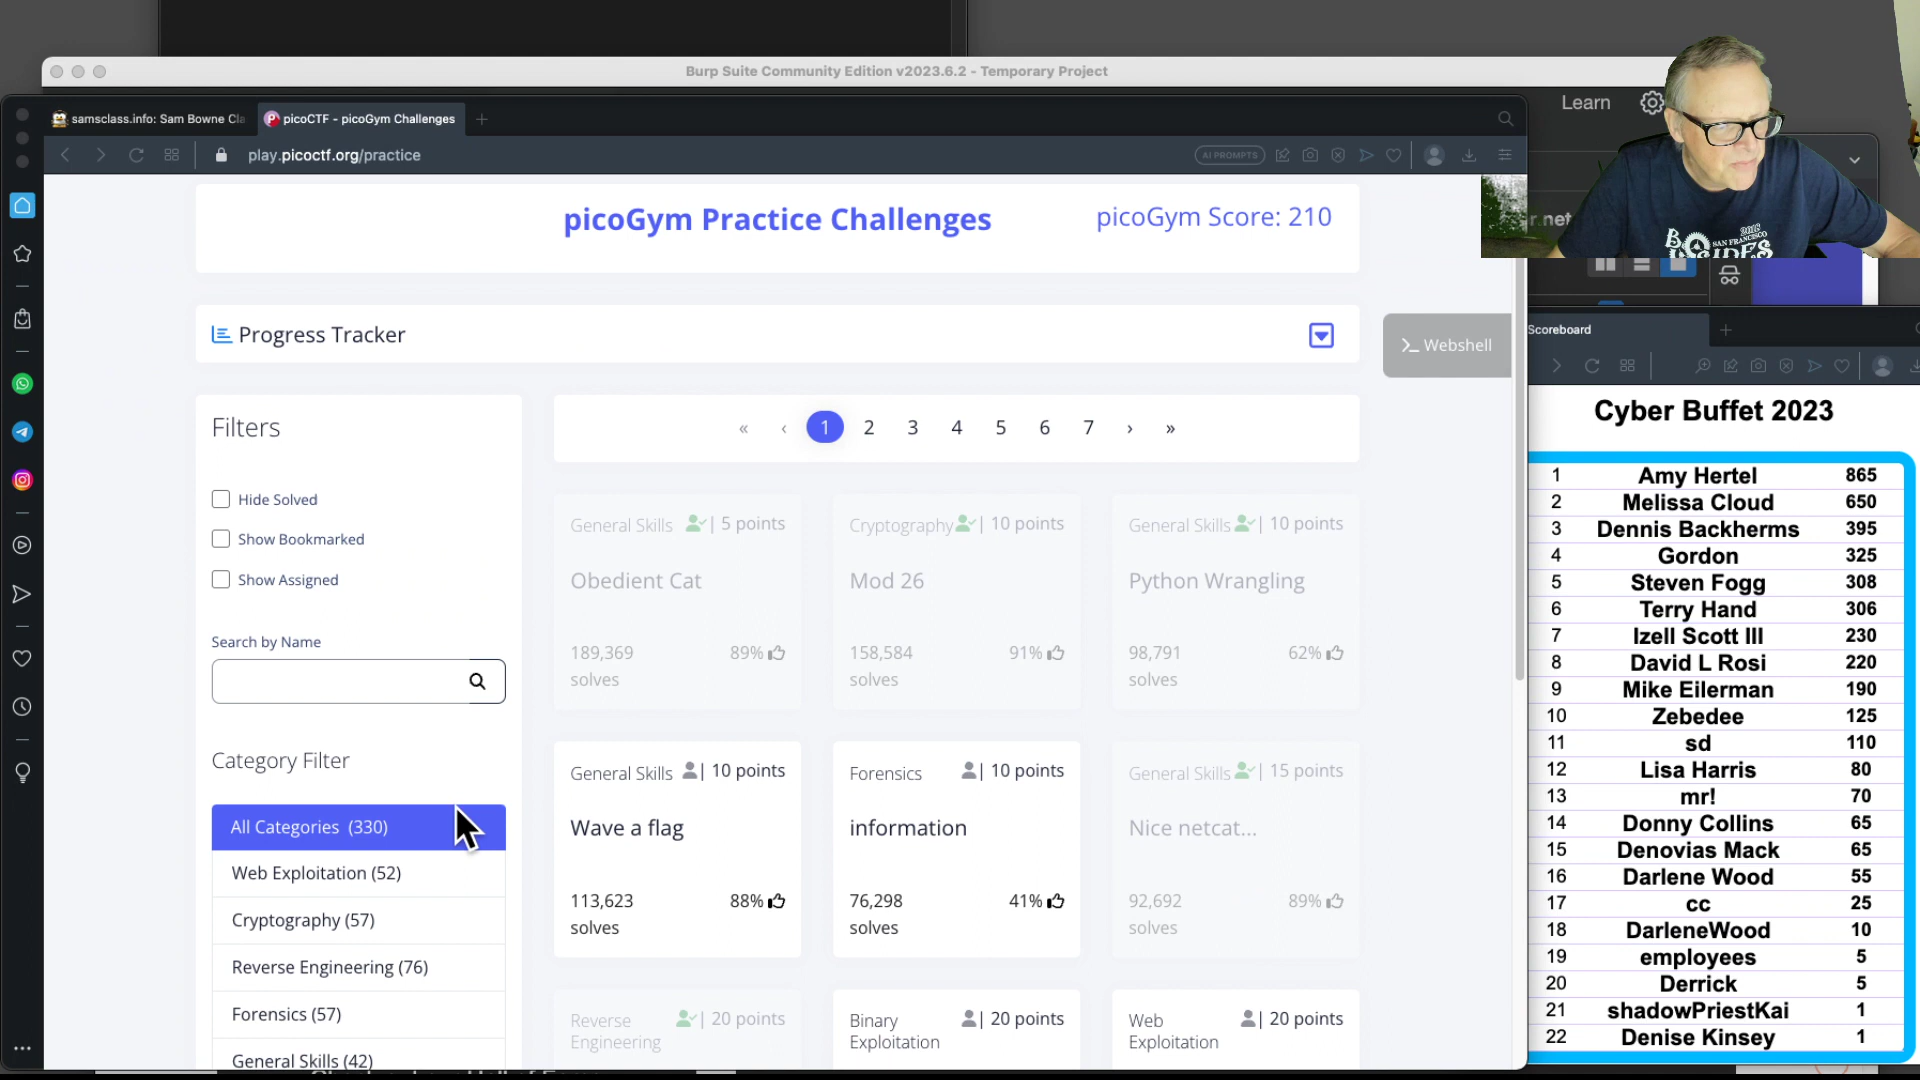 Burp Suite Community Edition v2023.6.2 - Temporary Project
Learn
samsclass.info: Sam Bowne Cla
picoCTF - picoGym Challenges
play.picoctf.org/practice
AI PROMPTS
picoGym Practice Challenges
picoGym Score: 210
Progress Tracker
>_ Webshell
Filters
Hide Solved
Show Bookmarked
Show Assigned
Search by Name
Category Filter
All Categories (330)
Web Exploitation (52)
Cryptography (57)
Reverse Engineering (76)
Forensics (57)
General Skills (42)
« ‹ 1 2 3 4 5 6 7 › »
General Skills | 5 points
Obedient Cat
189,369 solves 89%
Cryptography | 10 points
Mod 26
158,584 solves 91%
General Skills | 10 points
Python Wrangling
98,791 solves 62%
General Skills | 10 points
Wave a flag
113,623 solves 88%
Forensics | 10 points
information
76,298 solves 41%
General Skills | 15 points
Nice netcat...
92,692 solves 89%
Reverse Engineering | 20 points
Binary Exploitation | 20 points
Web Exploitation | 20 points
r.net
2018
SAN FRANCISCO
Scoreboard
Cyber Buffet 2023
1 Amy Hertel 865
2 Melissa Cloud 650
3 Dennis Backherms 395
4 Gordon 325
5 Steven Fogg 308
6 Terry Hand 306
7 Izell Scott III 230
8 David L Rosi 220
9 Mike Eilerman 190
10 Zebedee 125
11 sd 110
12 Lisa Harris 80
13 mr! 70
14 Donny Collins 65
15 Denovias Mack 65
16 Darlene Wood 55
17 cc 25
18 DarleneWood 10
19 employees 5
20 Derrick 5
21 shadowPriestKai 1
22 Denise Kinsey 1